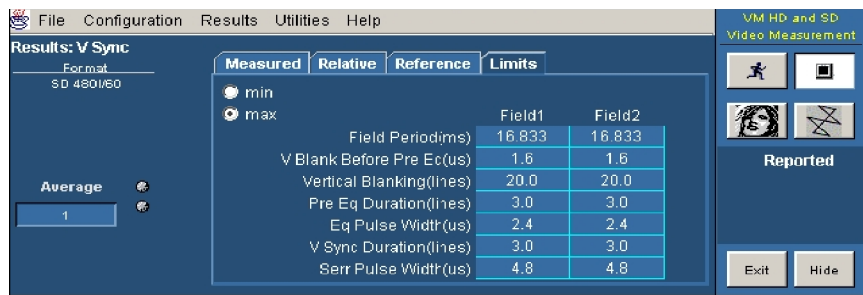 File Configuration Results Utilities Help
VM HD and SD
Video Measurement
Results: V Sync
Format
SD 480I/60
Measured Relative Reference Limits
min
max Field1 Field2
Field Period(ms) 16.833 16.833
V Blank Before Pre Eq(us) 1.6 1.6
Vertical Blanking(lines) 20.0 20.0
Pre Eq Duration(lines) 3.0 3.0
Eq Pulse Width(us) 2.4 2.4
V Sync Duration(lines) 3.0 3.0
Serr Pulse Width(us) 4.8 4.8
Average
1
Reported
Exit Hide